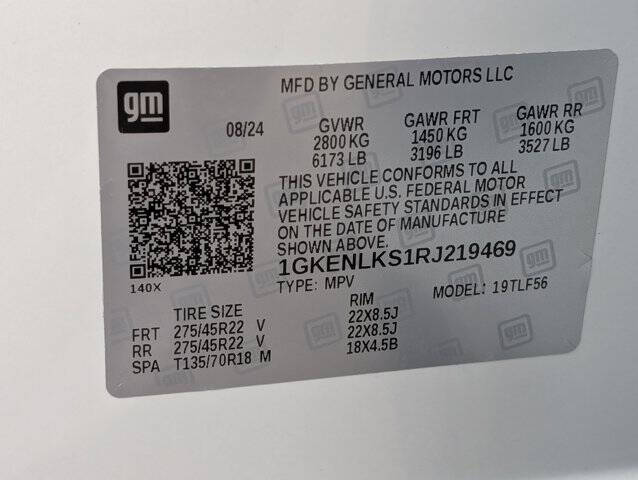 gm
MFD BY GENERAL MOTORS LLC
08/24
GVWR GAWR FRT GAWR RR
2800 KG 1450 KG 1600 KG
6173 LB 3196 LB 3527 LB
THIS VEHICLE CONFORMS TO ALL
APPLICABLE U.S. FEDERAL MOTOR
VEHICLE SAFETY STANDARDS IN EFFECT
ON THE DATE OF MANUFACTURE
SHOWN ABOVE.
1GKENLKS1RJ219469
140X
TYPE: MPV MODEL: 19TLF56
TIRE SIZE RIM
FRT 275/45R22 V 22X8.5J
RR 275/45R22 V 22X8.5J
SPA T135/70R18 M 18X4.5B